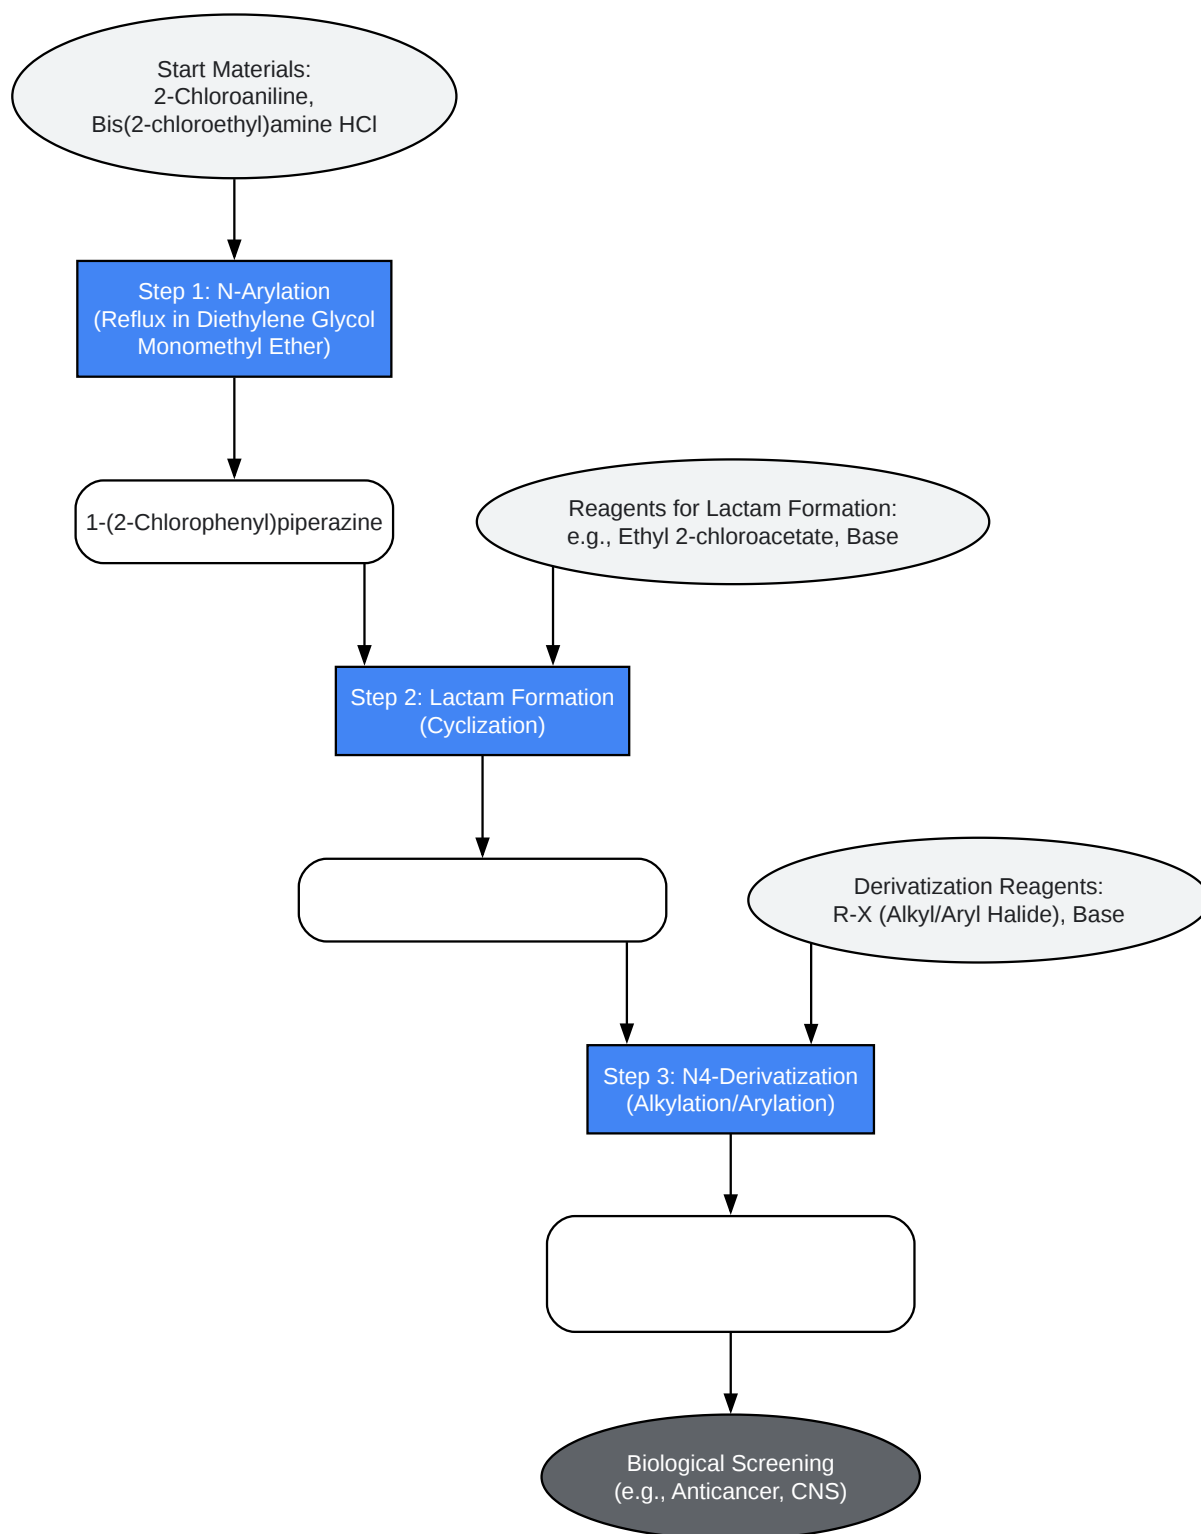 Start Materials:
2-Chloroaniline,
Bis(2-chloroethyl)amine HCl
Step 1: N-Arylation
(Reflux in Diethylene Glycol
Monomethyl Ether)
1-(2-Chlorophenyl)piperazine
Reagents for Lactam Formation:
e.g., Ethyl 2-chloroacetate, Base
Step 2: Lactam Formation
(Cyclization)
Derivatization Reagents:
R-X (Alkyl/Aryl Halide), Base
Step 3: N4-Derivatization
(Alkylation/Arylation)
Biological Screening
(e.g., Anticancer, CNS)